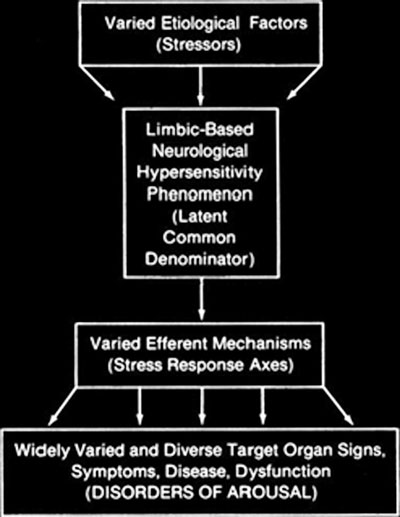 Varied Etiological Factors
(Stressors)
Limbic-Based
Neurological
Hypersensitivity
Phenomenon
(Latent
Common
Denominator)
Varied Efferent Mechanisms
(Stress Response Axes)
Widely Varied and Diverse Target Organ Signs,
Symptoms, Disease, Dysfunction
(DISORDERS OF AROUSAL)